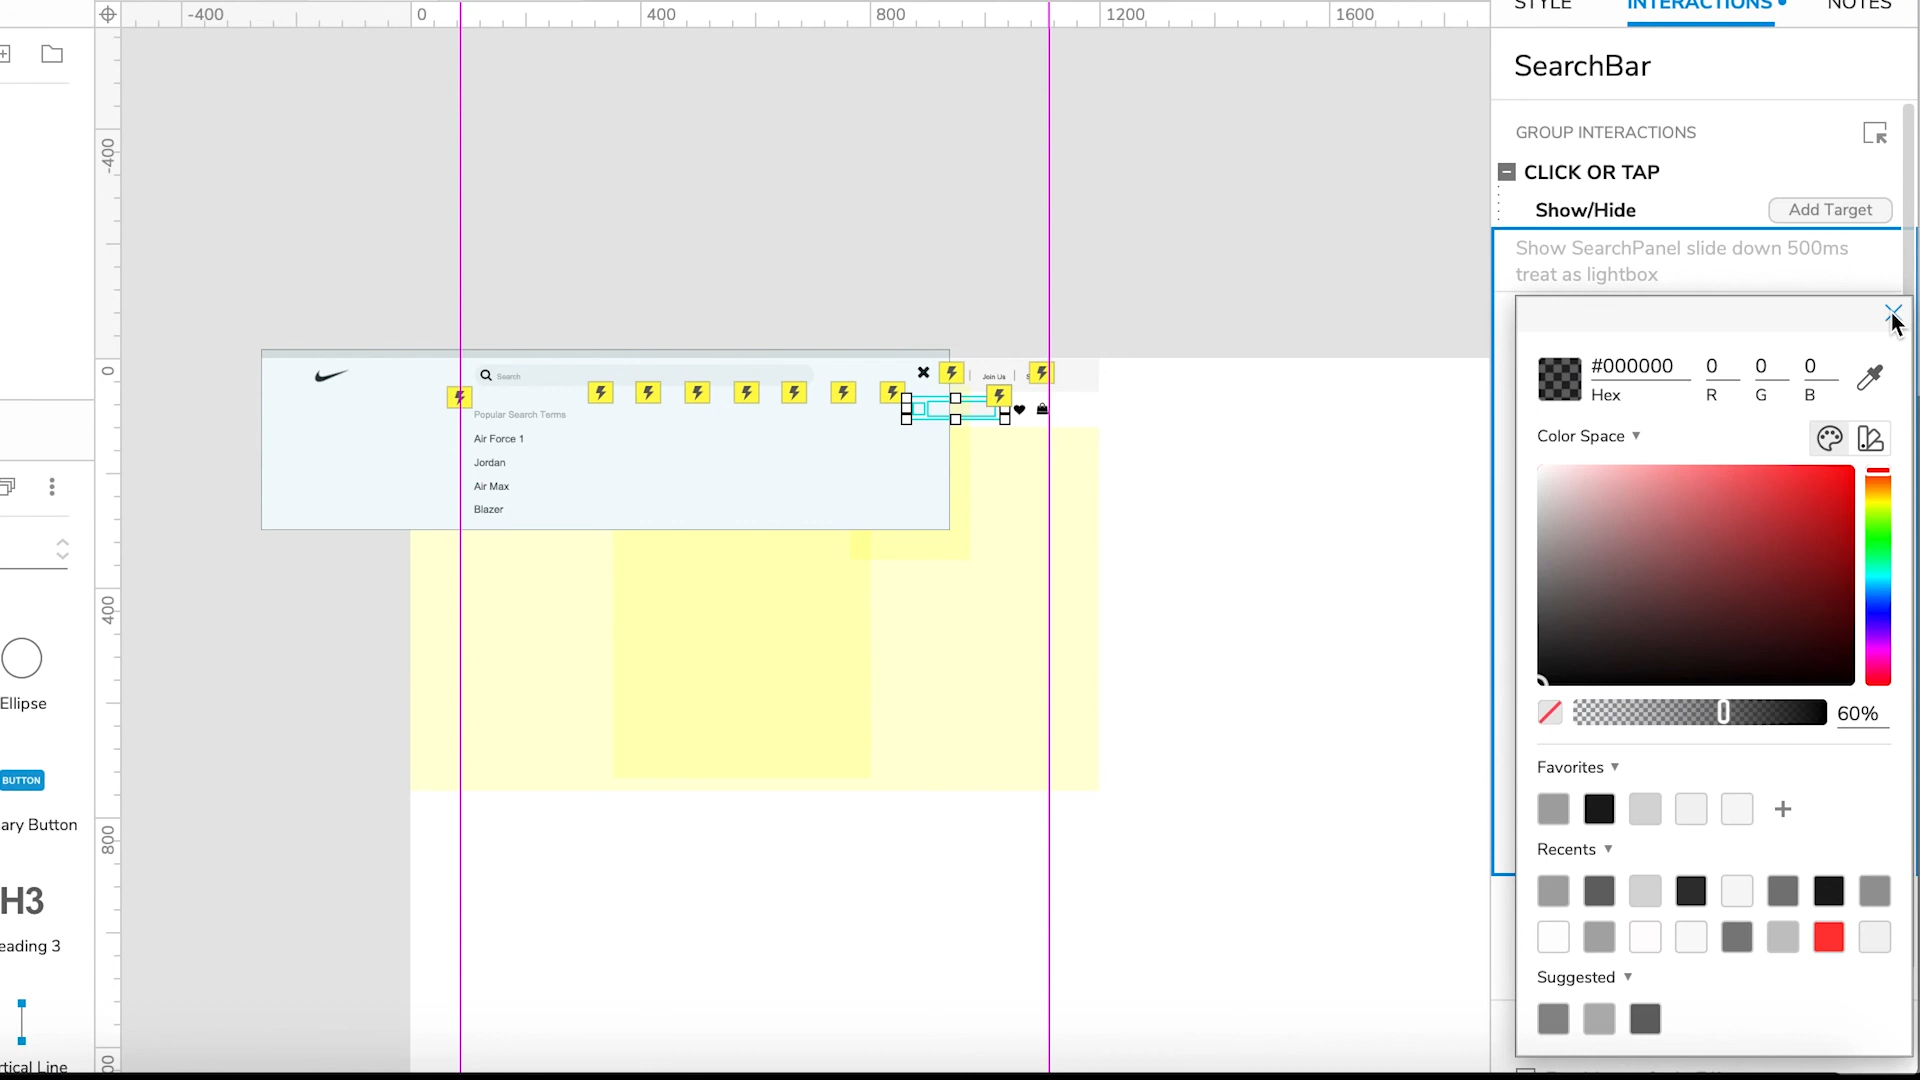 STYLE
INTERACTIONS
NOTES
-400
0
400
800
1200
1600
SearchBar
GROUP INTERACTIONS
CLICK OR TAP
Show/Hide
Add Target
Show SearchPanel slide down 500ms
treat as lightbox
-400
0
400
800
Search
Join Us
Popular Search Terms
Air Force 1
Jordan
Air Max
Blazer
#000000
0
0
0
Hex
R
G
B
Color Space
60%
Favorites
Recents
Suggested
Ellipse
BUTTON
ary Button
H3
eading 3
tical Line